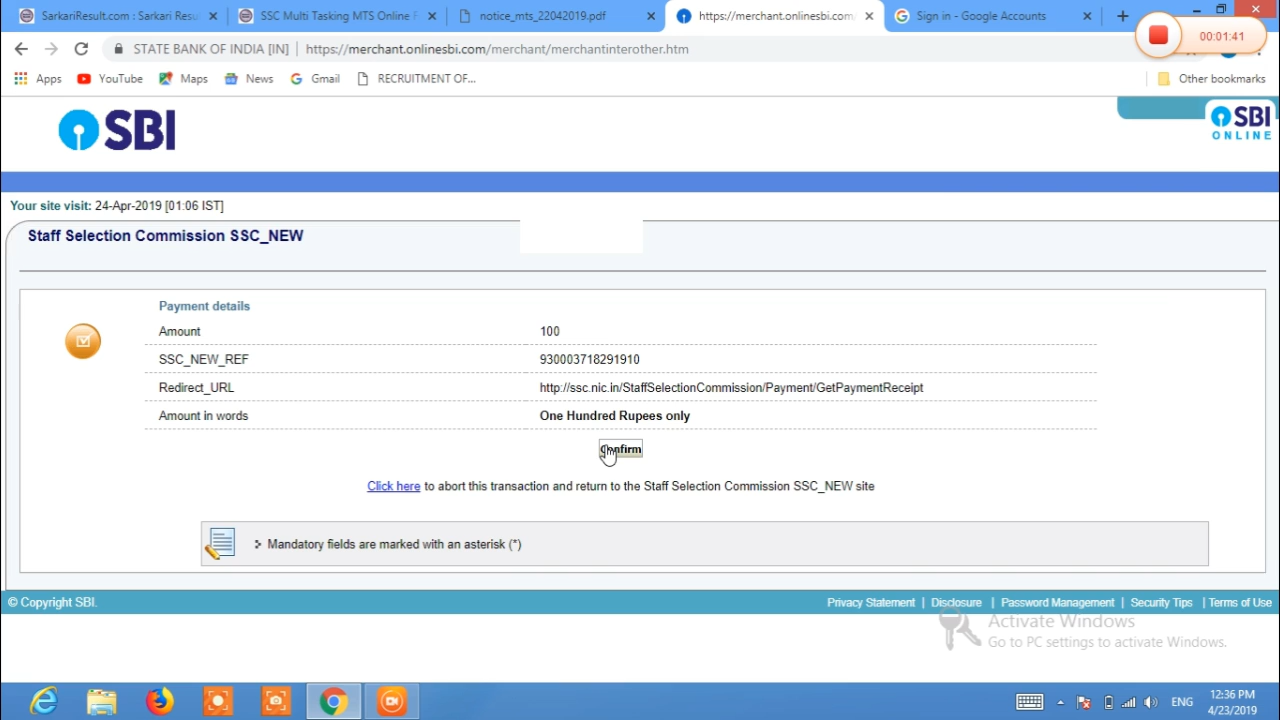 SarkariResult.com : Sarkari Resu
SSC Multi Tasking MTS Online F
notice_mts_22042019.pdf
https://merchant.onlinesbi.com/
Sign in - Google Accounts
00:01:41
STATE BANK OF INDIA [IN] | https://merchant.onlinesbi.com/merchant/merchantinterother.htm
Apps YouTube Maps News Gmail RECRUITMENT OF... Other bookmarks
SBI
SBI
ONLINE
Your site visit: 24-Apr-2019 [01:06 IST]
Staff Selection Commission SSC_NEW
Payment details
Amount 100
SSC_NEW_REF 930003718291910
Redirect_URL http://ssc.nic.in/StaffSelectionCommission/Payment/GetPaymentReceipt
Amount in words One Hundred Rupees only
Confirm
Click here to abort this transaction and return to the Staff Selection Commission SSC_NEW site
Mandatory fields are marked with an asterisk (*)
© Copyright SBI. Privacy Statement | Disclosure | Password Management | Security Tips | Terms of Use
Activate Windows
Go to PC settings to activate Windows.
ENG
12:36 PM
4/23/2019